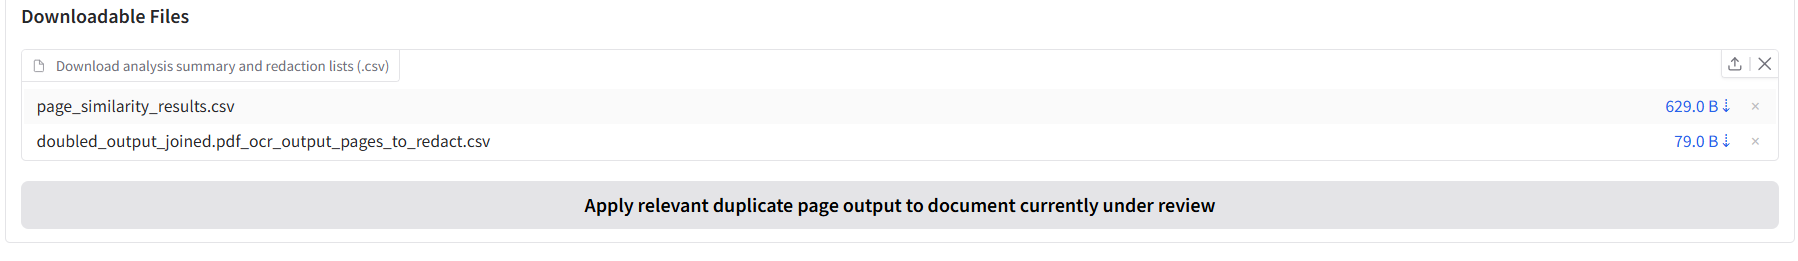 Downloadable Files
Download analysis summary and redaction lists (.csv)
page_similarity_results.csv 629.0 B ⇣ ×
doubled_output_joined.pdf_ocr_output_pages_to_redact.csv 79.0 B ⇣ ×
Apply relevant duplicate page output to document currently under review